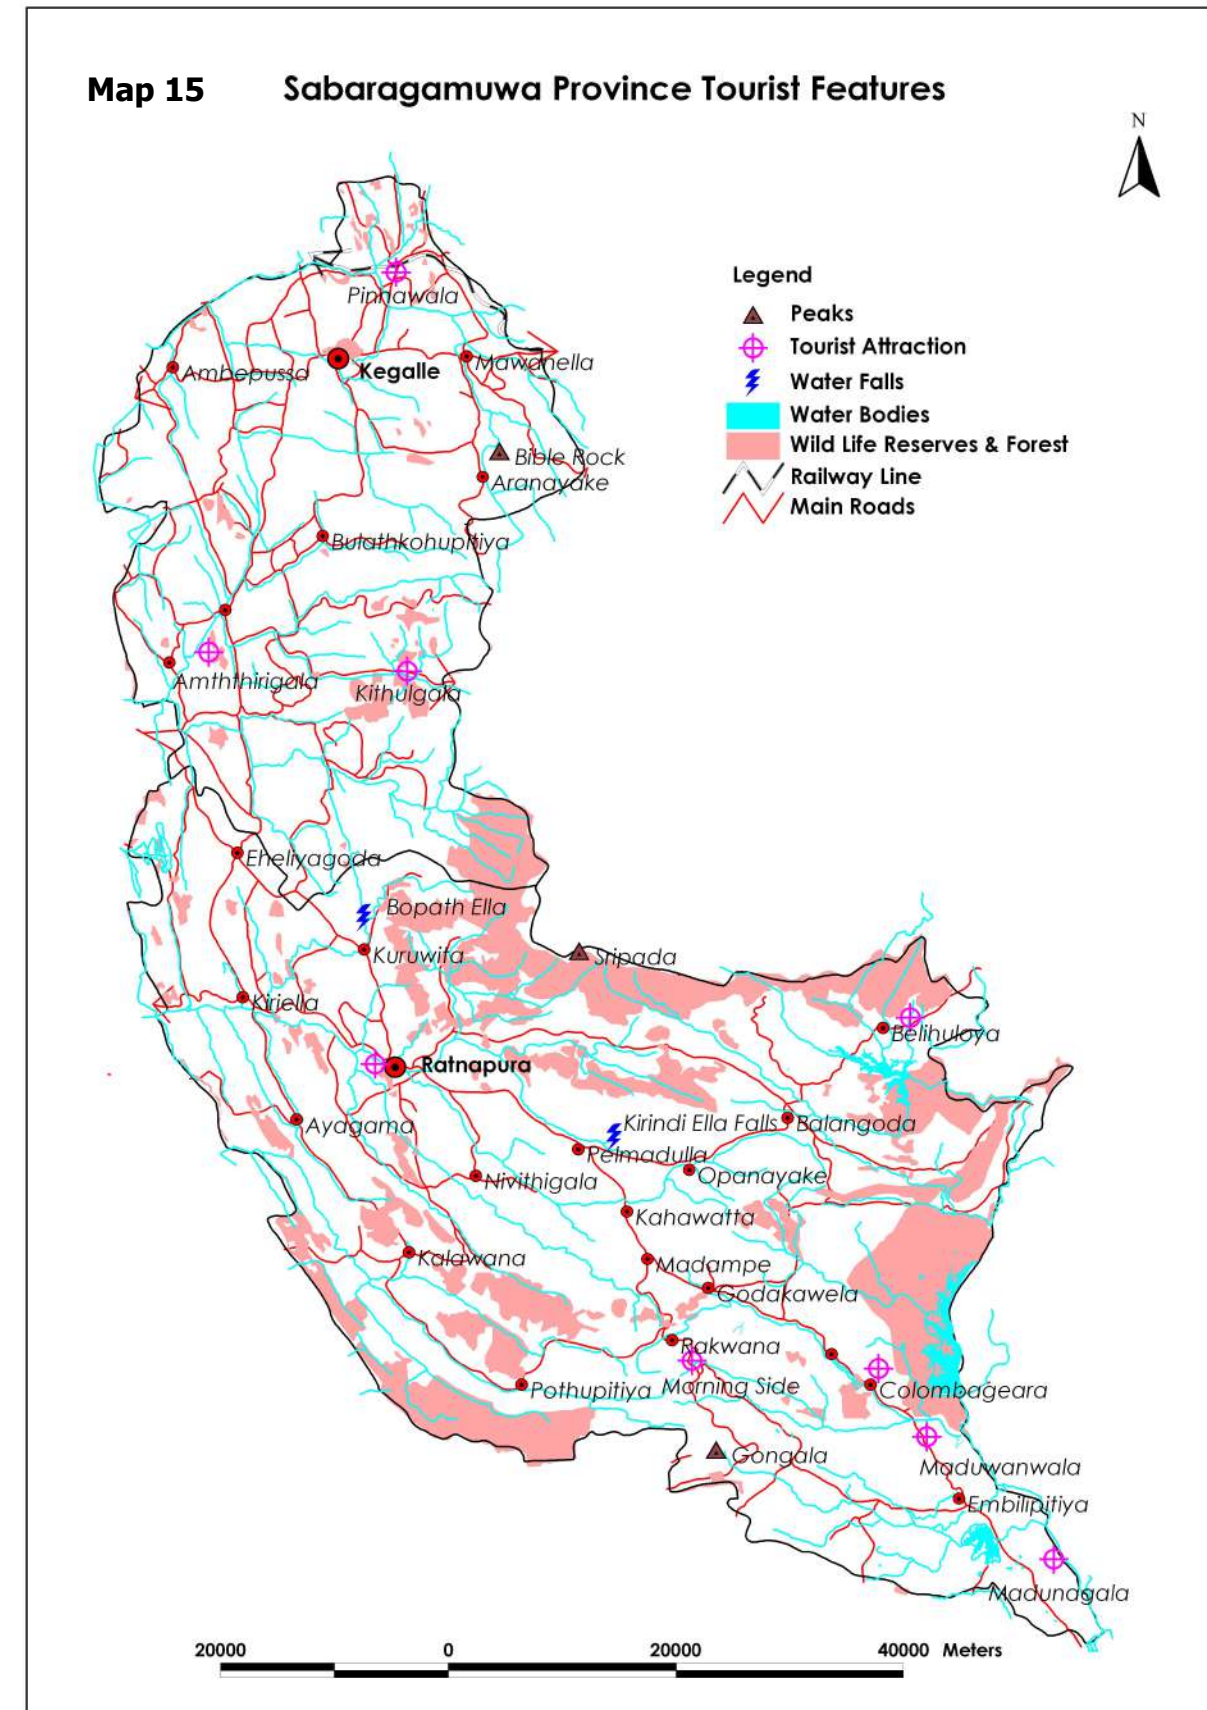 Map 15
Sabaragamuwa Province Tourist Features
N
Legend
Peaks
Tourist Attraction
Water Falls
Water Bodies
Wild Life Reserves & Forest
Railway Line
Main Roads
Pinnawala
Ambepussa
Kegalle
Mawanella
Bible Rock
Aranayake
Bulathkohupitiya
Amththirigala
Kithulgala
Eheliyagoda
Bopath Ella
Kuruwita
Sripada
Kiriella
Belihuloya
Ratnapura
Ayagama
Kirindi Ella Falls
Balangoda
Pelmadulla
Nivithigala
Opanayake
Kahawatta
Kalawana
Madampe
Godakawela
Rakwana
Pothupitiya
Morning Side
Colombageara
Gongala
Maduwanwala
Embilipitiya
Madunagala
20000 0 20000 40000 Meters